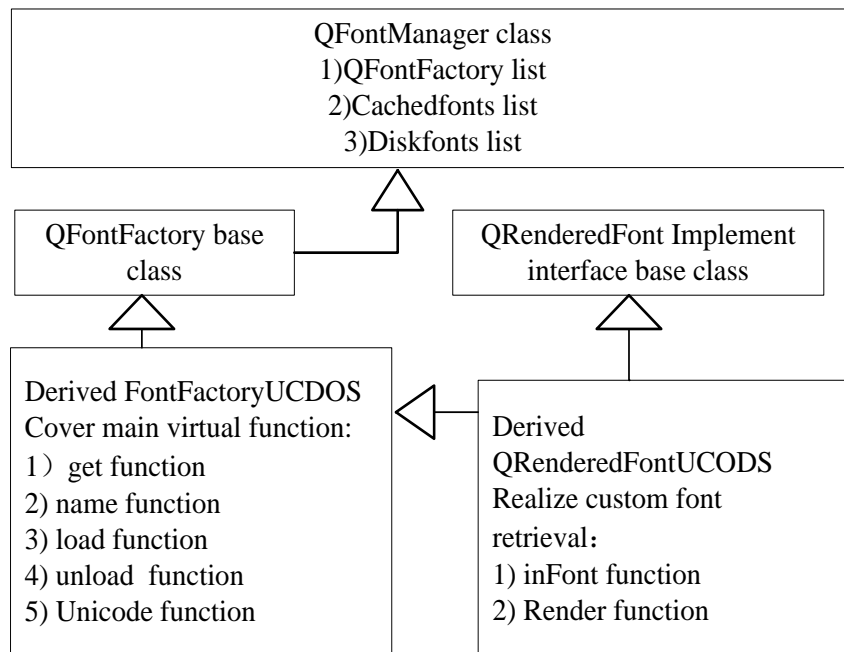 QFontManager class
1)QFontFactory list
2)Cachedfonts list
3)Diskfonts list
QFontFactory base
class
QRenderedFont Implement
interface base class
Derived FontFactoryUCDOS
Cover main virtual function:
1）get function
2) name function
3) load function
4) unload function
5) Unicode function
Derived
QRenderedFontUCODS
Realize custom font
retrieval：
1) inFont function
2) Render function